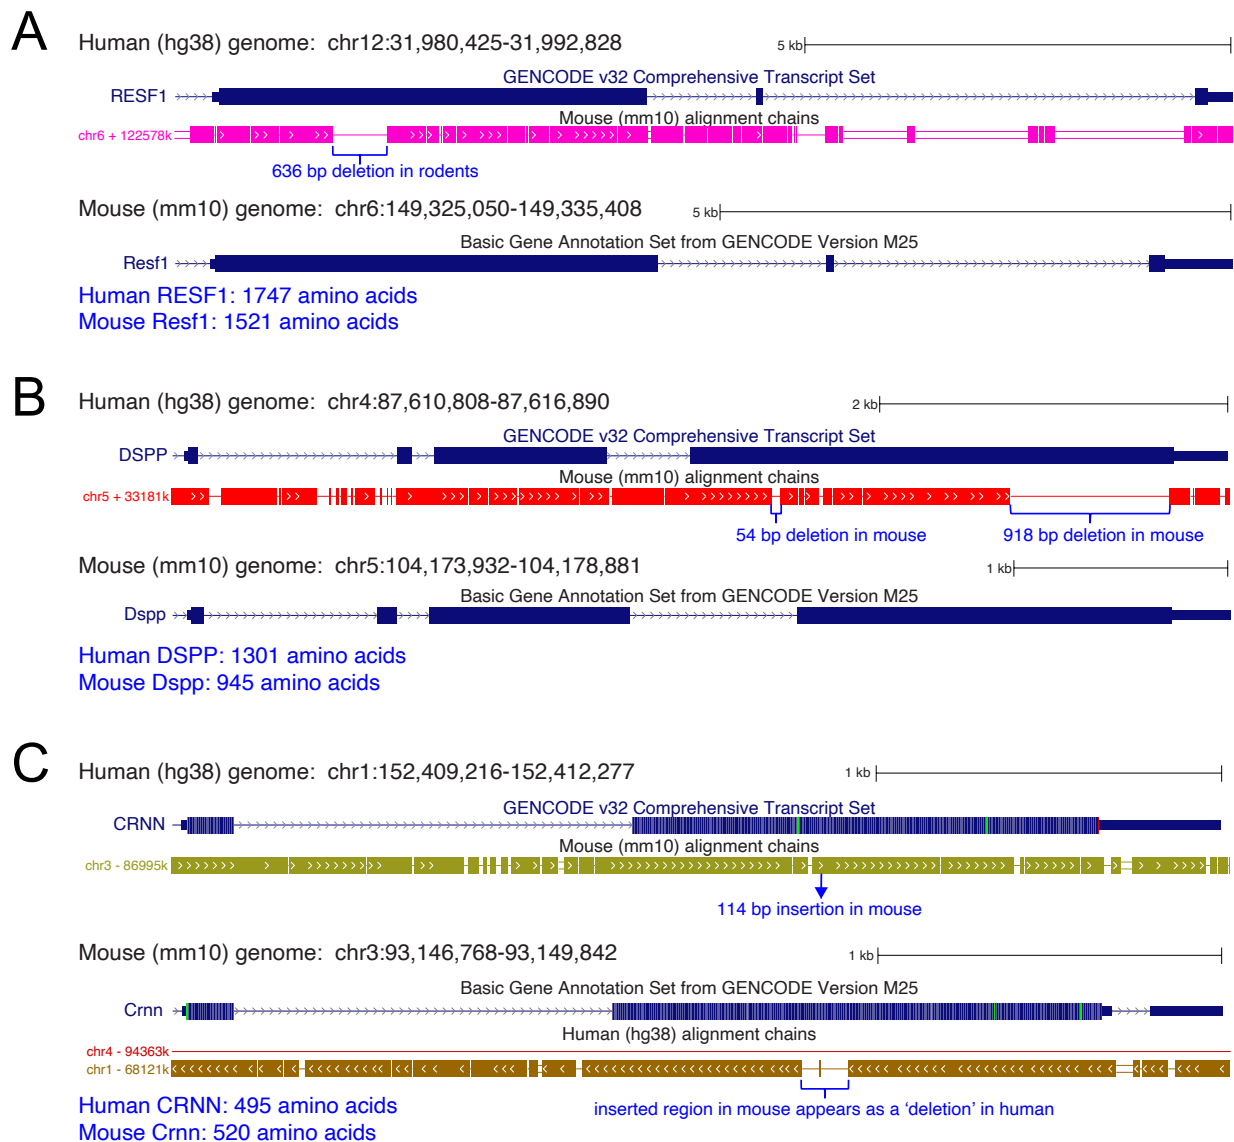 A
Human (hg38) genome: chr12:31,980,425-31,992,828
5 kb
GENCODE v32 Comprehensive Transcript Set
RESF1
Mouse (mm10) alignment chains
chr6 + 122578k
636 bp deletion in rodents
Mouse (mm10) genome: chr6:149,325,050-149,335,408
5 kb
Basic Gene Annotation Set from GENCODE Version M25
Resf1
Human RESF1: 1747 amino acids
Mouse Resf1: 1521 amino acids
B
Human (hg38) genome: chr4:87,610,808-87,616,890
2 kb
GENCODE v32 Comprehensive Transcript Set
DSPP
Mouse (mm10) alignment chains
chr5 + 33181k
54 bp deletion in mouse
918 bp deletion in mouse
Mouse (mm10) genome: chr5:104,173,932-104,178,881
1 kb
Basic Gene Annotation Set from GENCODE Version M25
Dspp
Human DSPP: 1301 amino acids
Mouse Dspp: 945 amino acids
C
Human (hg38) genome: chr1:152,409,216-152,412,277
1 kb
GENCODE v32 Comprehensive Transcript Set
CRNN
Mouse (mm10) alignment chains
chr3 - 86995k
114 bp insertion in mouse
Mouse (mm10) genome: chr3:93,146,768-93,149,842
1 kb
Basic Gene Annotation Set from GENCODE Version M25
Crnn
Human (hg38) alignment chains
chr4 - 94363k
chr1 - 68121k
inserted region in mouse appears as a 'deletion' in human
Human CRNN: 495 amino acids
Mouse Crnn: 520 amino acids